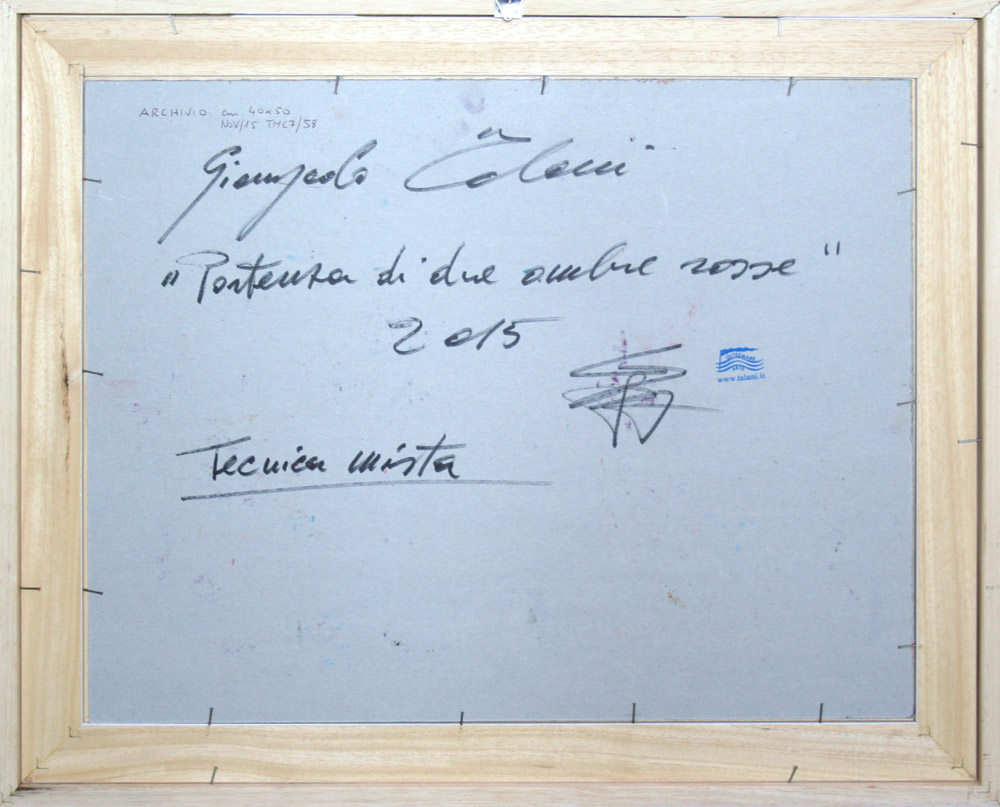 ARCHIVIO: cm 40x50
NOV/15 TMC7/58
Giampaolo Talani
"Partenza di due ombre rosse"
2015
www.talani.it
Tecnica mista